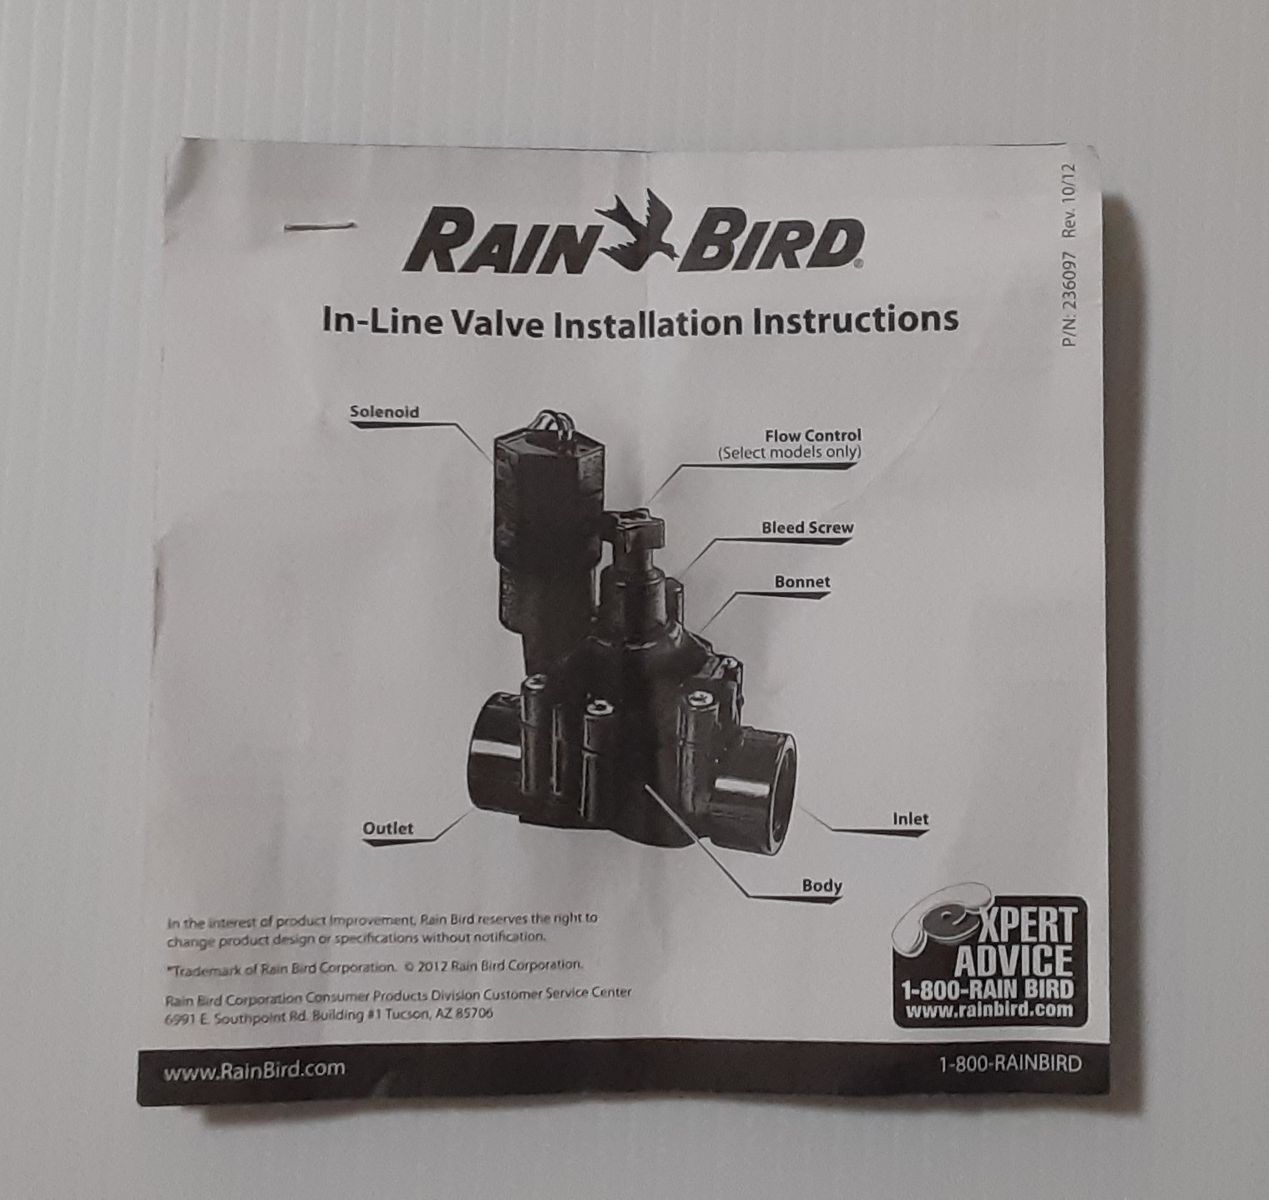 RAIN BIRD®
In-Line Valve Installation Instructions
P/N: 236097 Rev. 10/12
Solenoid
Flow Control
(Select models only)
Bleed Screw
Bonnet
Outlet
Inlet
Body
In the interest of product improvement, Rain Bird reserves the right to
change product design or specifications without notification.
*Trademark of Rain Bird Corporation. © 2012 Rain Bird Corporation.
Rain Bird Corporation Consumer Products Division Customer Service Center
6991 E. Southpoint Rd. Building #1 Tucson, AZ 85706
EXPERT
ADVICE
1-800-RAIN BIRD
www.rainbird.com
www.RainBird.com
1-800-RAINBIRD